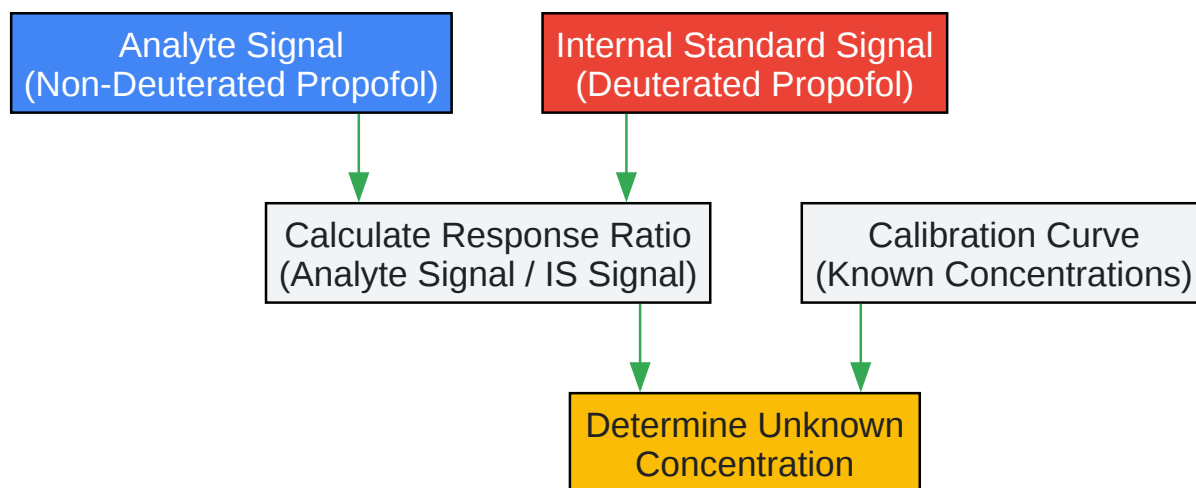 Analyte Signal
(Non-Deuterated Propofol)
Internal Standard Signal
(Deuterated Propofol)
Calculate Response Ratio
(Analyte Signal / IS Signal)
Calibration Curve
(Known Concentrations)
Determine Unknown
Concentration